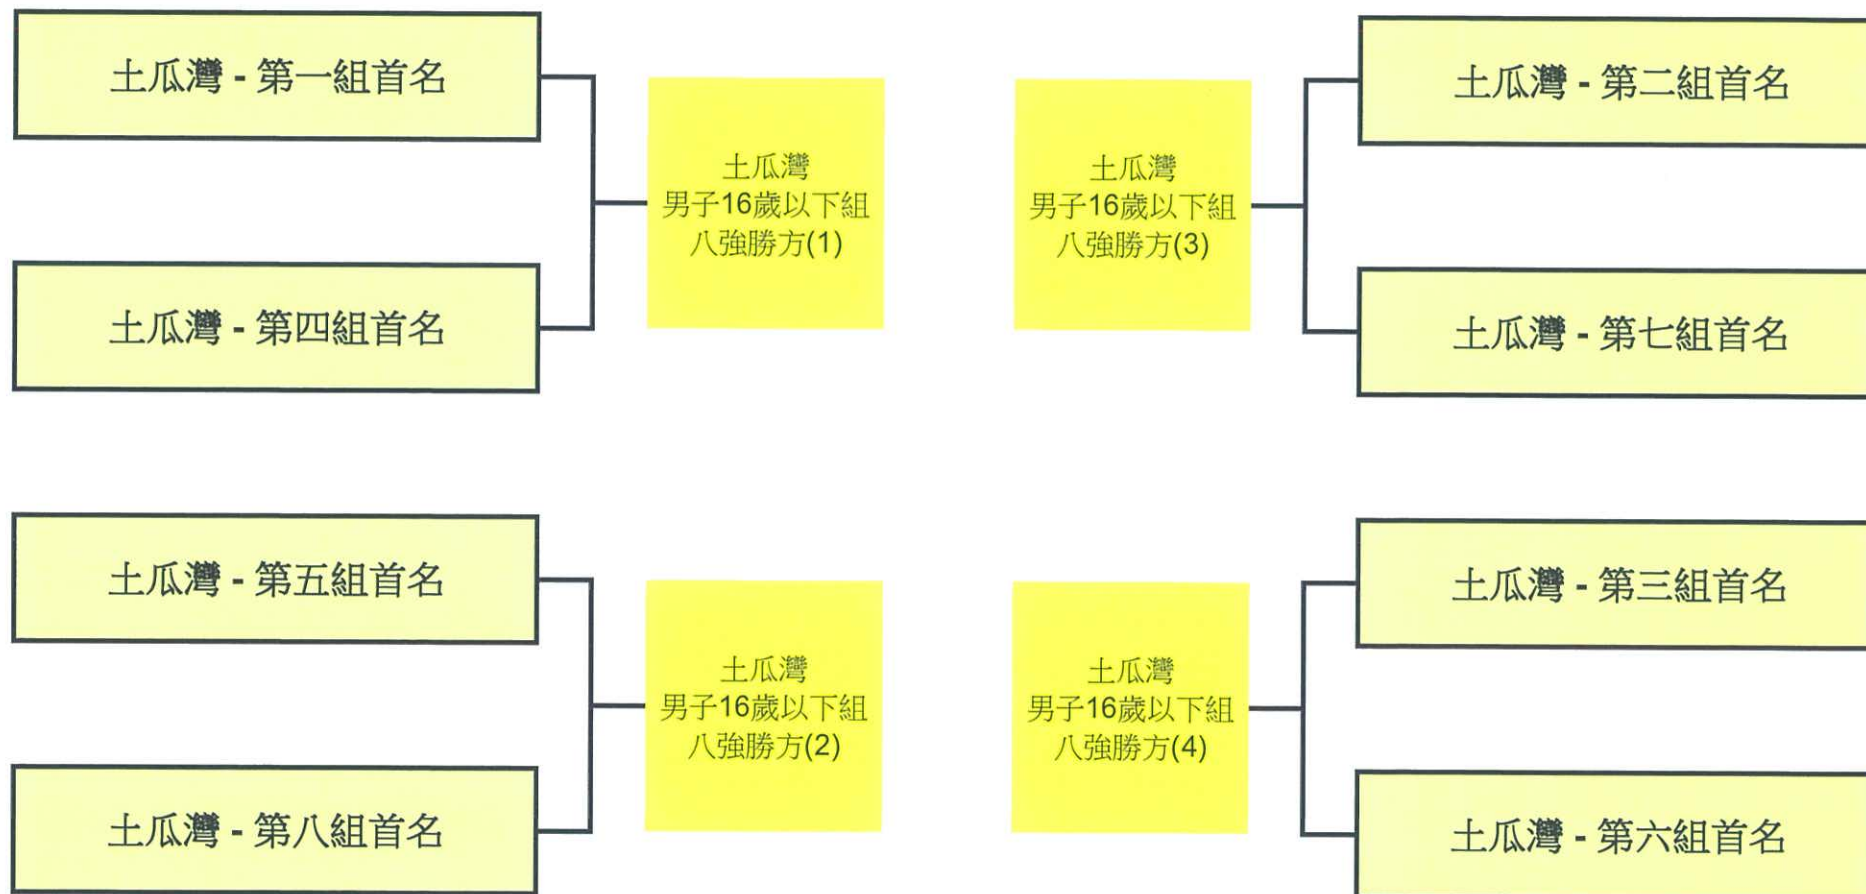 土瓜灣 - 第一組首名
土瓜灣 - 第四組首名
土瓜灣
男子16歲以下組
八強勝方(1)
土瓜灣
男子16歲以下組
八強勝方(3)
土瓜灣 - 第二組首名
土瓜灣 - 第七組首名
土瓜灣 - 第五組首名
土瓜灣 - 第八組首名
土瓜灣
男子16歲以下組
八強勝方(2)
土瓜灣
男子16歲以下組
八強勝方(4)
土瓜灣 - 第三組首名
土瓜灣 - 第六組首名